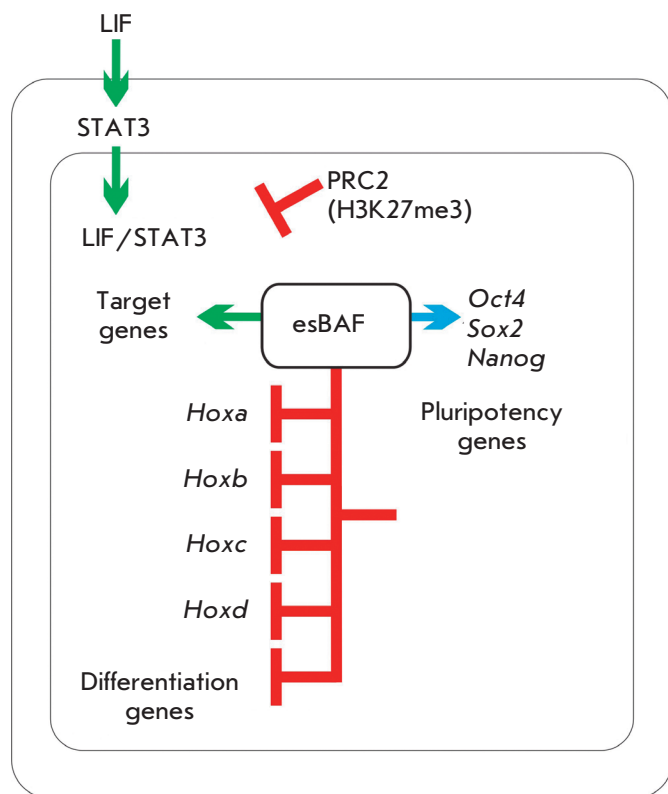 LIF
STAT3
PRC2
(H3K27me3)
LIF/STAT3
Target
genes
esBAF
Oct4
Sox2
Nanog
Pluripotency
genes
Hoxa
Hoxb
Hoxc
Hoxd
Differentiation
genes